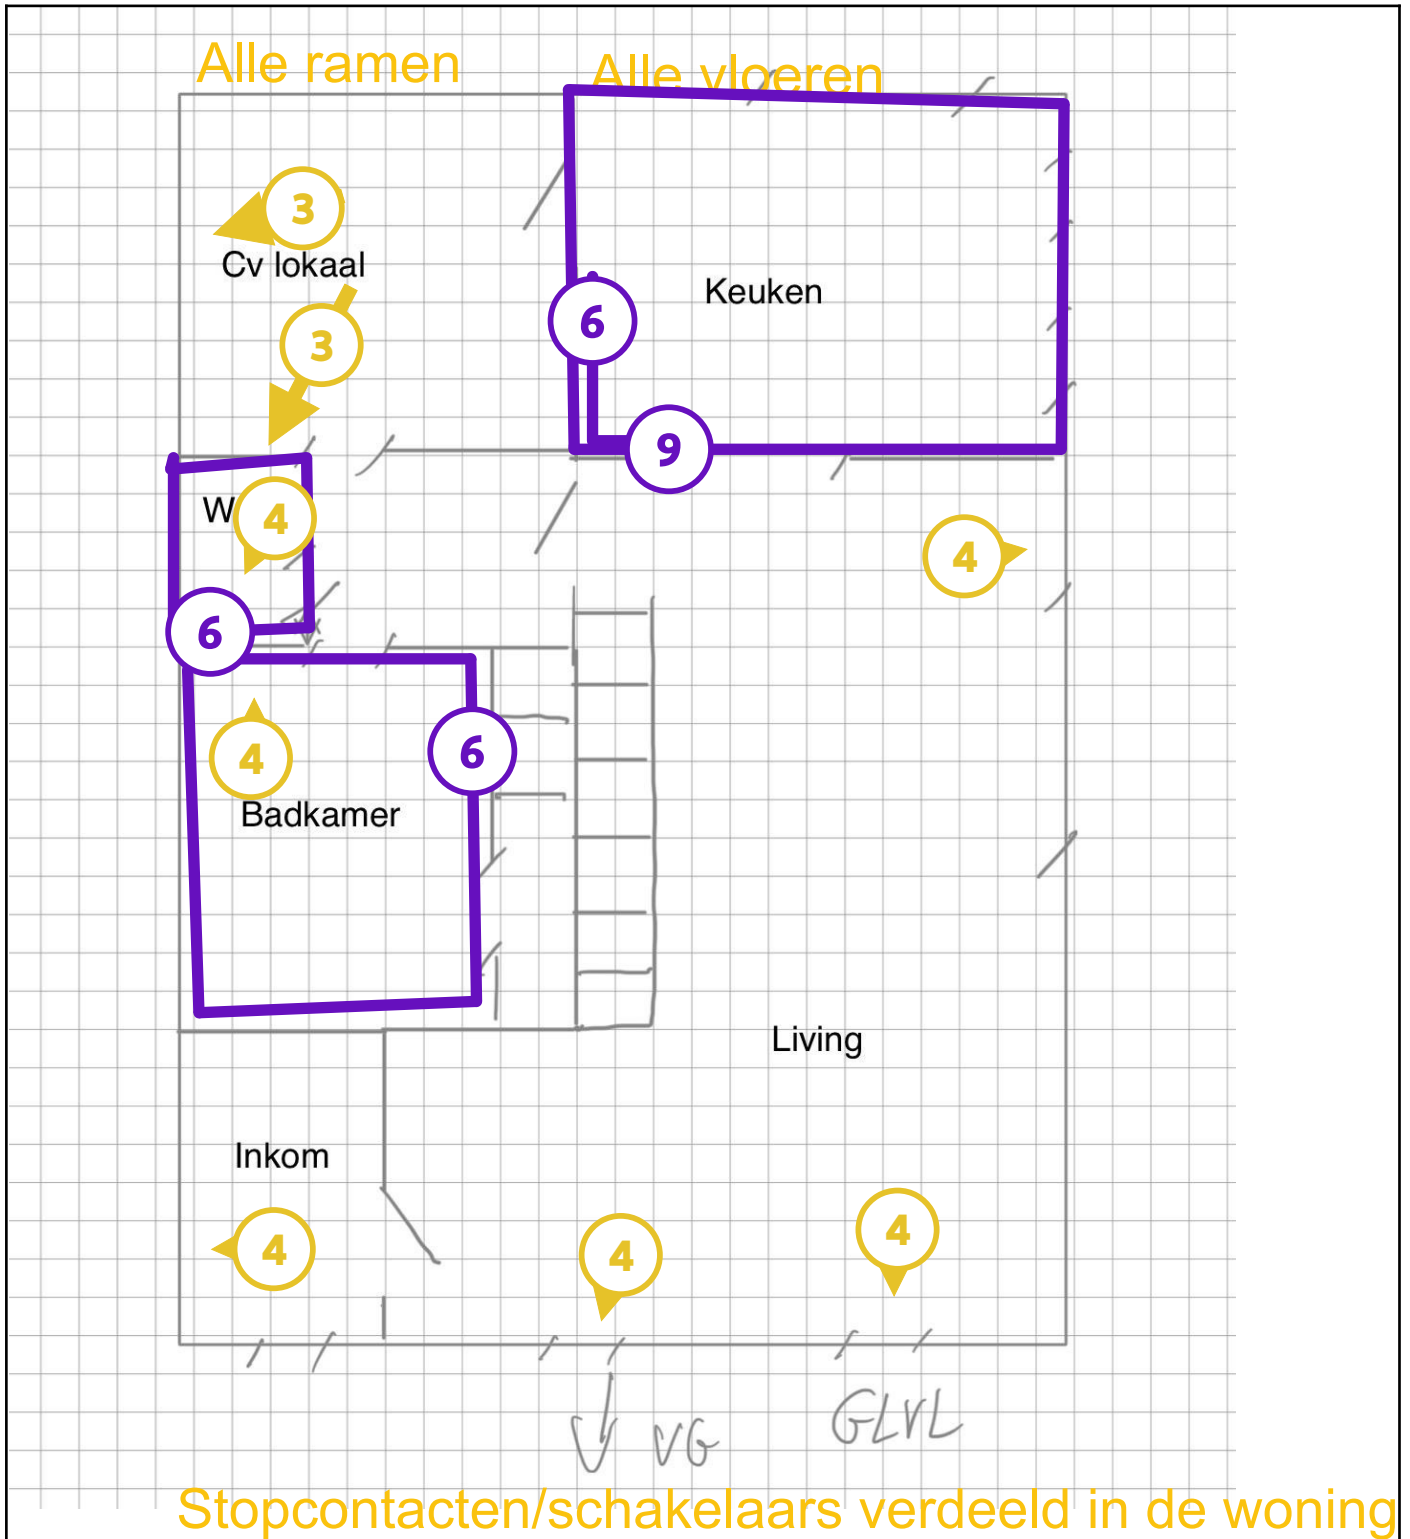 Alle ramen
Alle vloeren
3
Cv lokaal
3
Keuken
6
9
W
4
4
6
4
6
Badkamer
Living
Inkom
4
4
4
VG
GLVL
Stopcontacten/schakelaars verdeeld in de woning